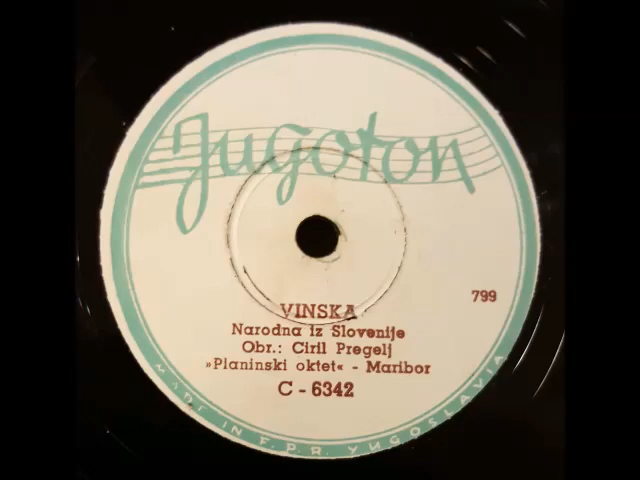 Jugoton
799
VINSKA
Narodna iz Slovenije
Obr.: Ciril Pregelj
»Planinski oktet« - Maribor
C - 6342
MADE IN F.P.R. YUGOSLAVIA